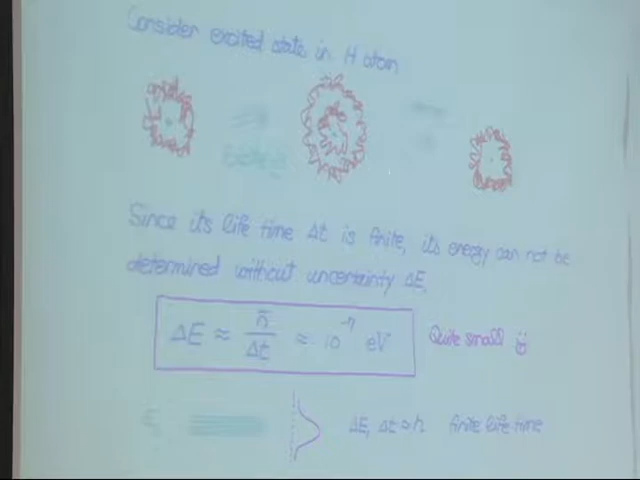 Consider excited state in H atom
Since its life time Δt is finite, its energy can not be
determined without uncertainty ΔE.
ΔE ≈ ħ/Δt ≈ 10⁻⁷ eV
Quite small!
ΔE, Δt ≈ ħ finite life time